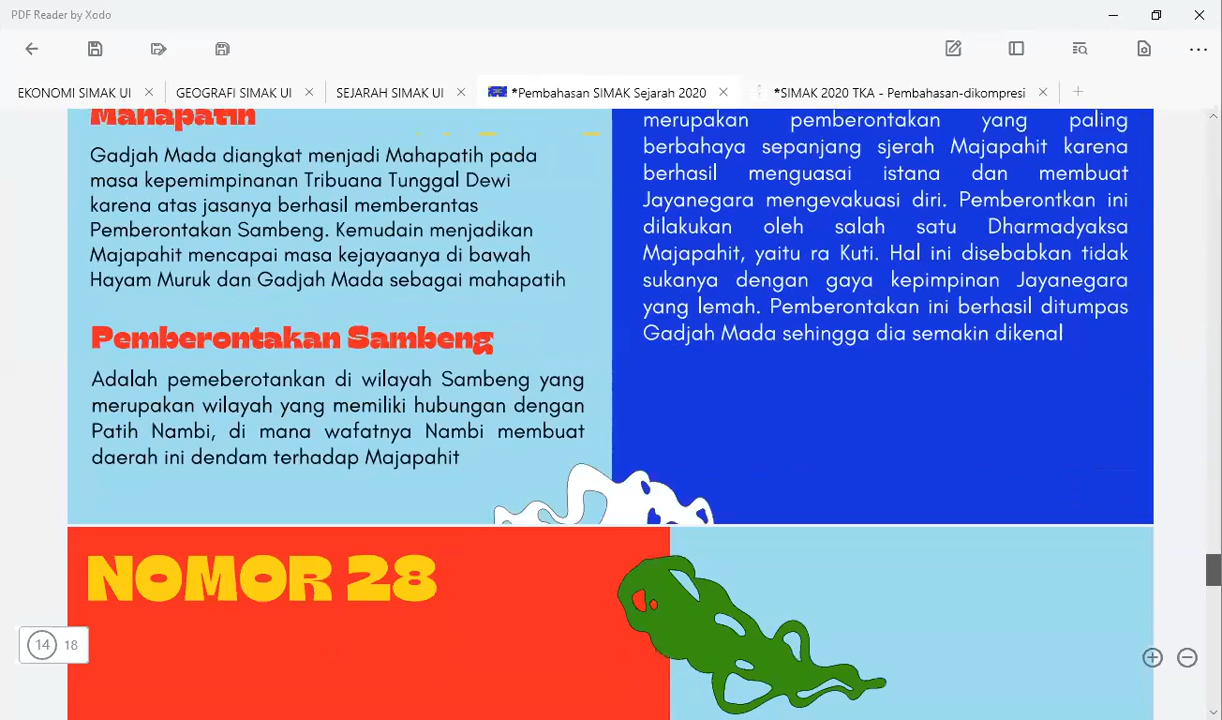 PDF Reader by Xodo
EKONOMI SIMAK UI
GEOGRAFI SIMAK UI
SEJARAH SIMAK UI
*Pembahasan SIMAK Sejarah 2020
*SIMAK 2020 TKA - Pembahasan-dikompresi
Mahapatih
Gadjah Mada diangkat menjadi Mahapatih pada
masa kepemimpinanan Tribuana Tunggal Dewi
karena atas jasanya berhasil memberantas
Pemberontakan Sambeng. Kemudain menjadikan
Majapahit mencapai masa kejayaanya di bawah
Hayam Muruk dan Gadjah Mada sebagai mahapatih
Pemberontakan Sambeng
Adalah pemeberotankan di wilayah Sambeng yang
merupakan wilayah yang memiliki hubungan dengan
Patih Nambi, di mana wafatnya Nambi membuat
daerah ini dendam terhadap Majapahit
merupakan pemberontakan yang paling
berbahaya sepanjang sjerah Majapahit karena
berhasil menguasai istana dan membuat
Jayanegara mengevakuasi diri. Pemberontkan ini
dilakukan oleh salah satu Dharmadyaksa
Majapahit, yaitu ra Kuti. Hal ini disebabkan tidak
sukanya dengan gaya kepimpinan Jayanegara
yang lemah. Pemberontakan ini berhasil ditumpas
Gadjah Mada sehingga dia semakin dikenal
NOMOR 28
14 18